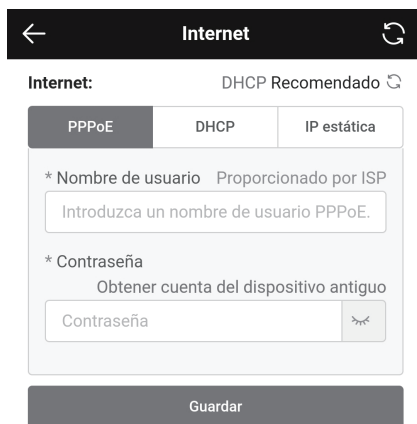 Internet
Internet: DHCP Recomendado
PPPoE DHCP IP estática
* Nombre de usuario Proporcionado por ISP
Introduzca un nombre de usuario PPPoE.
* Contraseña
Obtener cuenta del dispositivo antiguo
Contraseña
Guardar